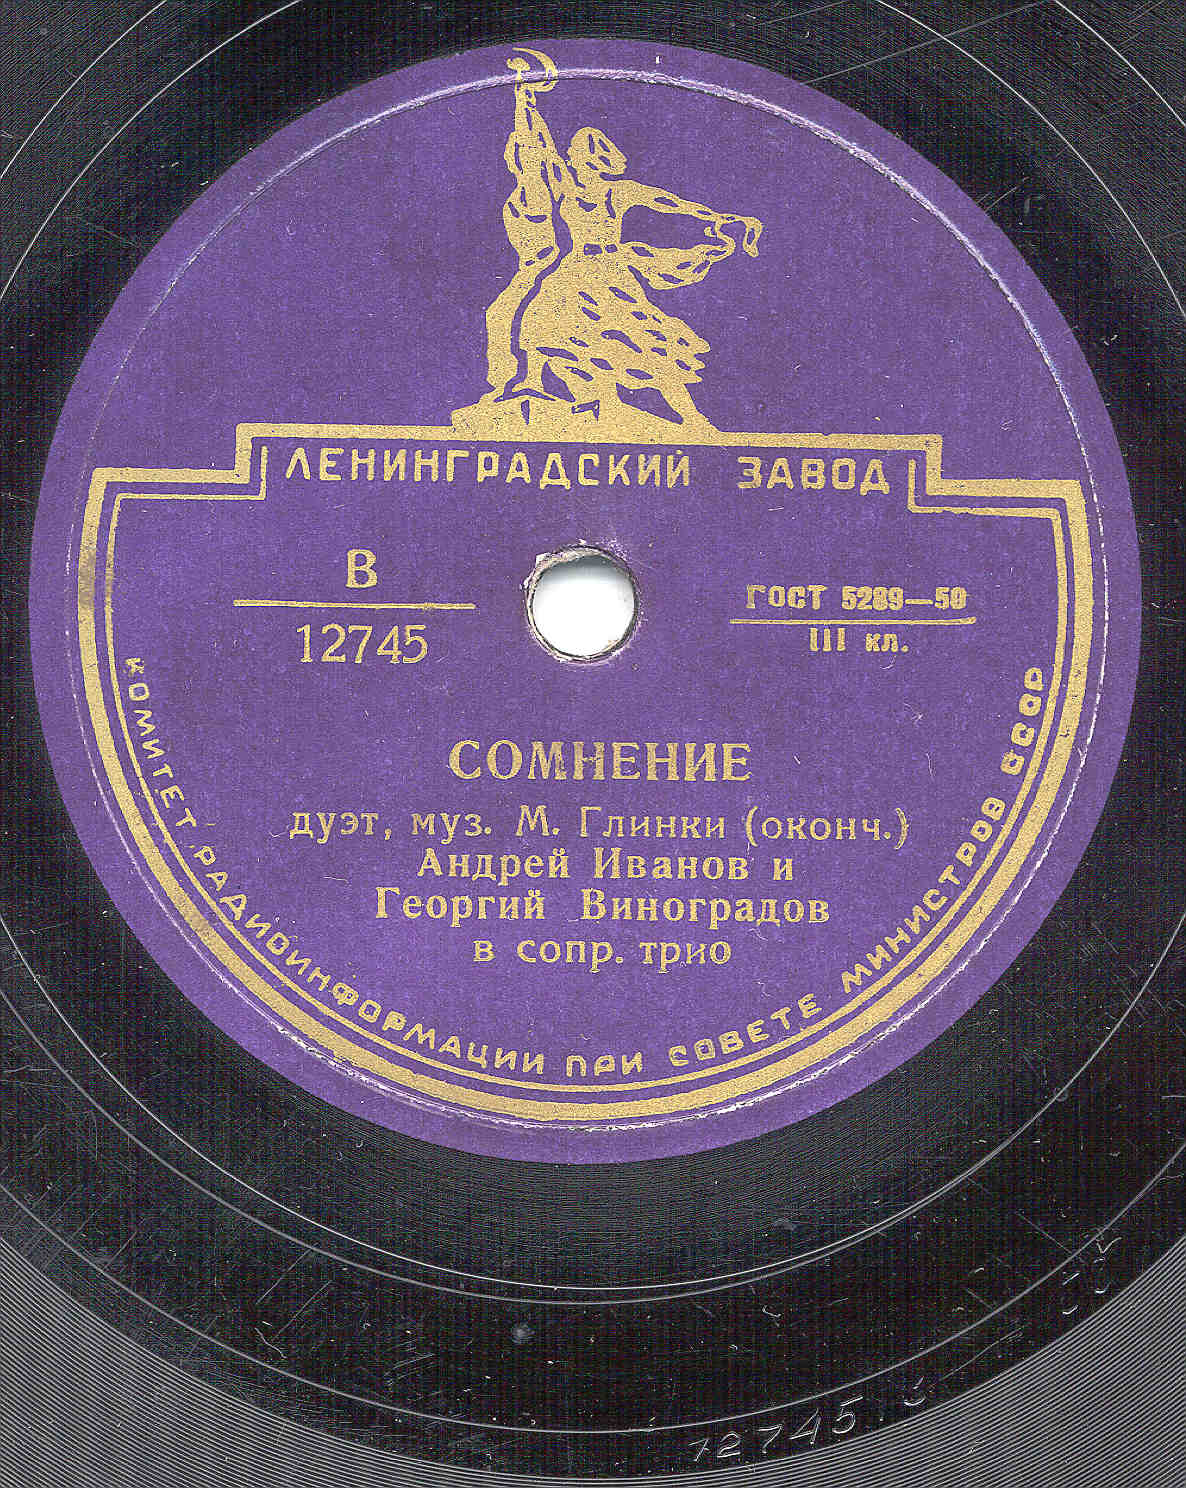 ЛЕНИНГРАДСКИЙ ЗАВОД
В
12745
ГОСТ 5289—50
III кл.
СОМНЕНИЕ
дуэт, муз. М. Глинки (оконч.)
Андрей Иванов и
Георгий Виноградов
в сопр. трио
КОМИТЕТ РАДИОИНФОРМАЦИИ ПРИ СОВЕТЕ МИНИСТРОВ СССР
12745